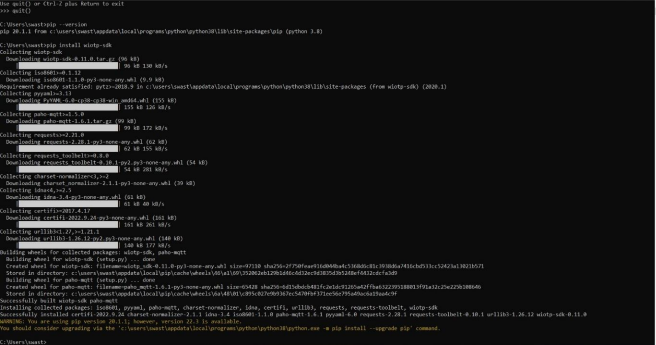 Use quit() or Ctrl-Z plus Return to exit
>>> quit()
C:\Users\swast>pip --version
pip 20.1.1 from c:\users\swast\appdata\local\programs\python\python38\lib\site-packages\pip (python 3.8)
C:\Users\swast>pip install wiotp-sdk
Collecting wiotp-sdk
Downloading wiotp-sdk-0.11.0.tar.gz (96 kB)
96 kB 130 kB/s
Collecting iso8601>=0.1.12
Downloading iso8601-1.1.0-py3-none-any.whl (9.9 kB)
Requirement already satisfied: pytz>=2018.9 in c:\users\swast\appdata\local\programs\python\python38\lib\site-packages (from wiotp-sdk) (2020.1)
Collecting pyyaml>=3.13
Downloading PyYAML-6.0-cp38-cp38-win_amd64.whl (155 kB)
155 kB 126 kB/s
Collecting paho-mqtt>=1.5.0
Downloading paho-mqtt-1.6.1.tar.gz (99 kB)
99 kB 172 kB/s
Collecting requests>=2.21.0
Downloading requests-2.28.1-py3-none-any.whl (62 kB)
62 kB 155 kB/s
Collecting requests_toolbelt>=0.8.0
Downloading requests_toolbelt-0.10.1-py2.py3-none-any.whl (54 kB)
54 kB 281 kB/s
Collecting charset-normalizer<3,>=2
Downloading charset_normalizer-2.1.1-py3-none-any.whl (39 kB)
Collecting idna<4,>=2.5
Downloading idna-3.4-py3-none-any.whl (61 kB)
61 kB 40 kB/s
Collecting certifi>=2017.4.17
Downloading certifi-2022.9.24-py3-none-any.whl (161 kB)
161 kB 261 kB/s
Collecting urllib3<1.27,>=1.21.1
Downloading urllib3-1.26.12-py2.py3-none-any.whl (140 kB)
140 kB 177 kB/s
Building wheels for collected packages: wiotp-sdk, paho-mqtt
Building wheel for wiotp-sdk (setup.py) ... done
Created wheel for wiotp-sdk: filename=wiotp_sdk-0.11.0-py3-none-any.whl
Stored in directory: c:\users\swast\appdata\local\pip\cache\wheels
Building wheel for paho-mqtt (setup.py) ... done
Created wheel for paho-mqtt: filename=paho_mqtt-1.6.1-py3-none-any.whl
Stored in directory: c:\users\swast\appdata\local\pip\cache\wheels
Successfully built wiotp-sdk paho-mqtt
Installing collected packages: iso8601, pyyaml, paho-mqtt, charset-normalizer, idna, certifi, urllib3, requests, requests-toolbelt, wiotp-sdk
Successfully installed certifi-2022.9.24 charset-normalizer-2.1.1 idna-3.4 iso8601-1.1.0 paho-mqtt-1.6.1 pyyaml-6.0 requests-2.28.1 requests-toolbelt-0.10.1 urllib3-1.26.12 wiotp-sdk-0.11.0
WARNING: You are using pip version 20.1.1; however, version 22.3 is available.
You should consider upgrading via the 'c:\users\swast\appdata\local\programs\python\python38\python.exe -m pip install --upgrade pip' command.
C:\Users\swast>